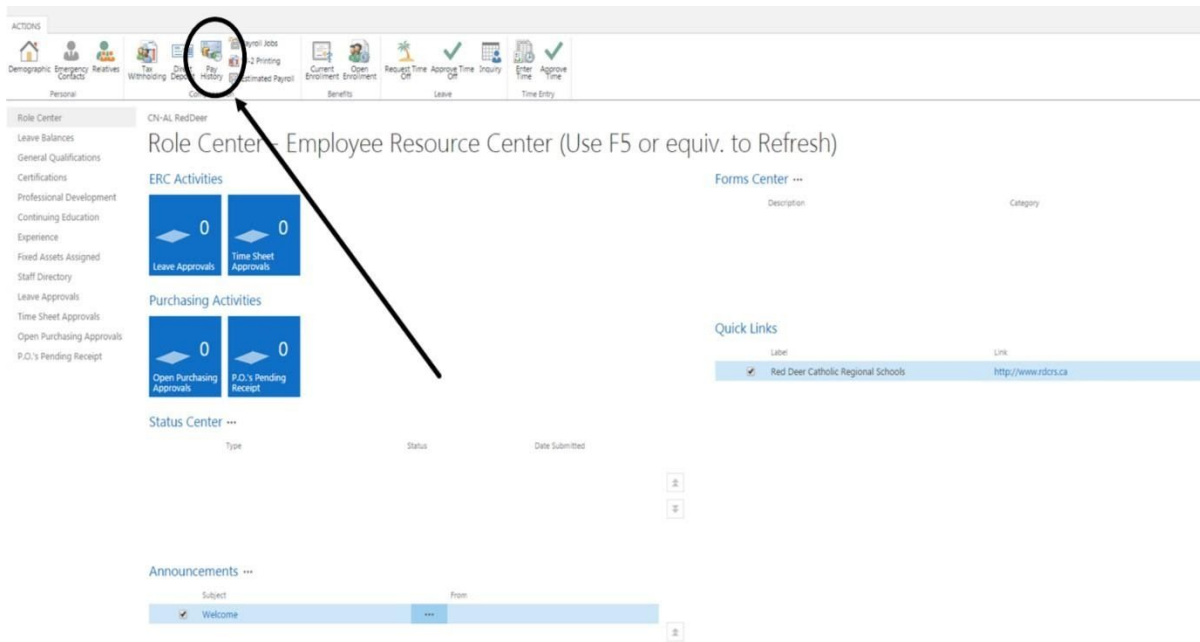 ACTIONS
Payroll Jobs
W-2 Printing
Estimated Payroll
Demographic Emergency Contacts Relatives
Tax Withholding Direct Deposit Pay History
Current Enrollment Open Enrollment
Request Time Off Approve Time Off Inquiry
Enter Time Approve Time
Personal
Benefits
Leave
Time Entry
Role Center
Leave Balances
General Qualifications
Certifications
Professional Development
Continuing Education
Experience
Fixed Assets Assigned
Staff Directory
Leave Approvals
Time Sheet Approvals
Open Purchasing Approvals
P.O.'s Pending Receipt
CN-AL RedDeer
Role Center - Employee Resource Center (Use F5 or equiv. to Refresh)
ERC Activities
0
Leave Approvals
0
Time Sheet
Approvals
Purchasing Activities
0
Open Purchasing
Approvals
0
P.O.'s Pending
Receipt
Status Center ...
Type Status Date Submitted
Announcements ...
Subject From
Welcome ...
Forms Center ...
Description Category
Quick Links
Label Link
Red Deer Catholic Regional Schools http://www.rdcrs.ca